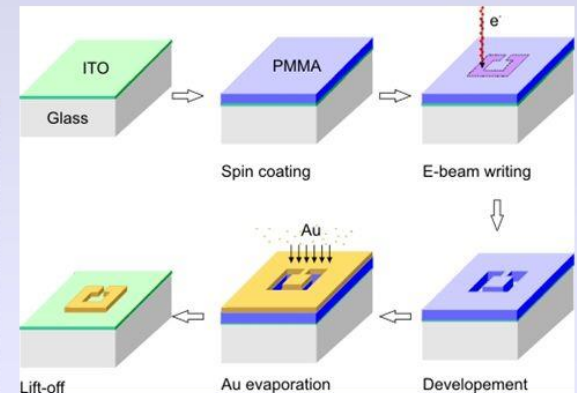 ITO
Glass
PMMA
Spin coating
e-
E-beam writing
Developement
Au
Au evaporation
Lift-off